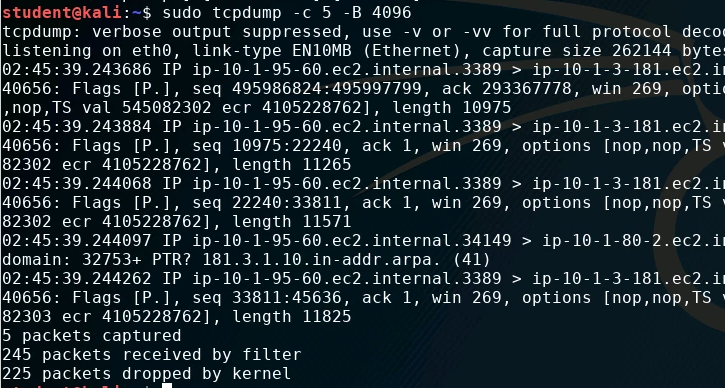 student@kali:~$ sudo tcpdump -c 5 -B 4096
tcpdump: verbose output suppressed, use -v or -vv for full protocol deco
listening on eth0, link-type EN10MB (Ethernet), capture size 262144 bytes
02:45:39.243686 IP ip-10-1-95-60.ec2.internal.3389 > ip-10-1-3-181.ec2.in
40656: Flags [P.], seq 495986824:495997799, ack 293367778, win 269, optio
,nop,TS val 545082302 ecr 4105228762], length 10975
02:45:39.243884 IP ip-10-1-95-60.ec2.internal.3389 > ip-10-1-3-181.ec2.in
40656: Flags [P.], seq 10975:22240, ack 1, win 269, options [nop,nop,TS v
82302 ecr 4105228762], length 11265
02:45:39.244068 IP ip-10-1-95-60.ec2.internal.3389 > ip-10-1-3-181.ec2.in
40656: Flags [P.], seq 22240:33811, ack 1, win 269, options [nop,nop,TS v
82302 ecr 4105228762], length 11571
02:45:39.244097 IP ip-10-1-95-60.ec2.internal.34149 > ip-10-1-80-2.ec2.in
domain: 32753+ PTR? 181.3.1.10.in-addr.arpa. (41)
02:45:39.244262 IP ip-10-1-95-60.ec2.internal.3389 > ip-10-1-3-181.ec2.in
40656: Flags [P.], seq 33811:45636, ack 1, win 269, options [nop,nop,TS v
82303 ecr 4105228762], length 11825
5 packets captured
245 packets received by filter
225 packets dropped by kernel